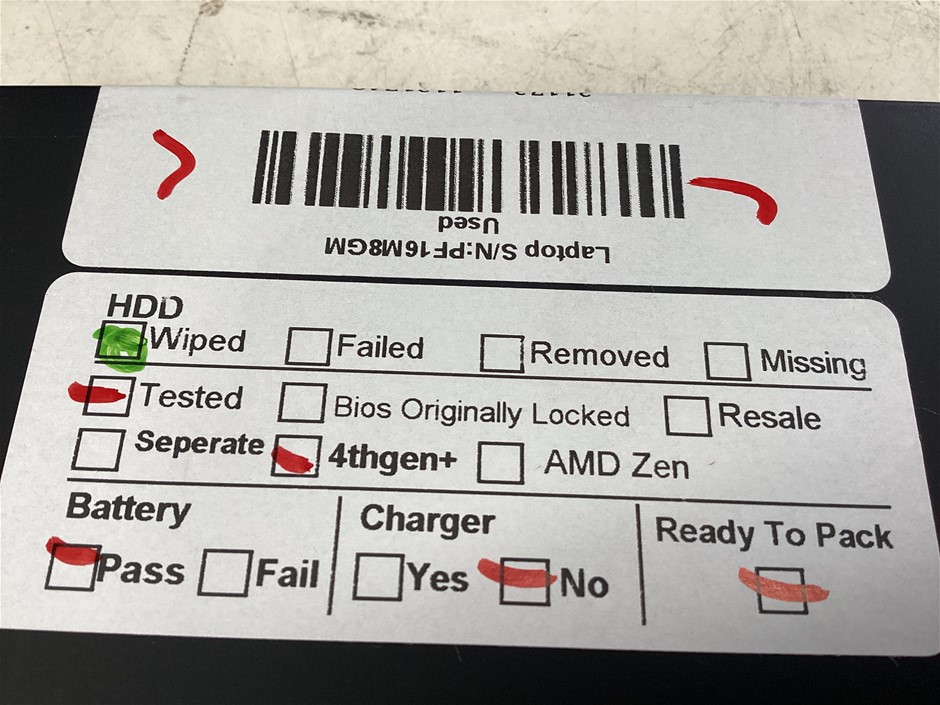 Laptop S/N:PF16M8GM
Used
HDD
Wiped Failed Removed Missing
Tested Bios Originally Locked Resale
Seperate 4thgen+ AMD Zen
Battery Charger Ready To Pack
Pass Fail Yes No